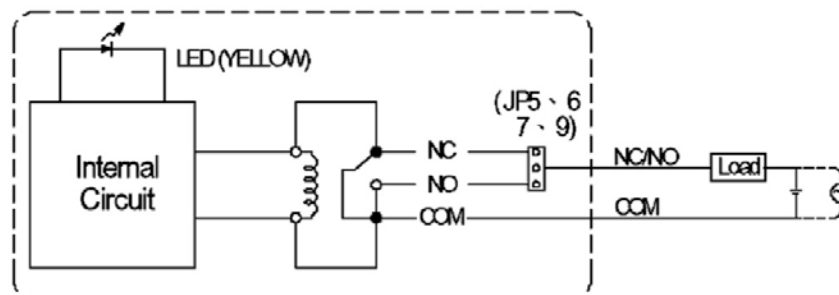 LED (YELLOW)
(JP5、6
7、9)
Internal
Circuit
NC
NC/NO
Load
NO
COM
COM